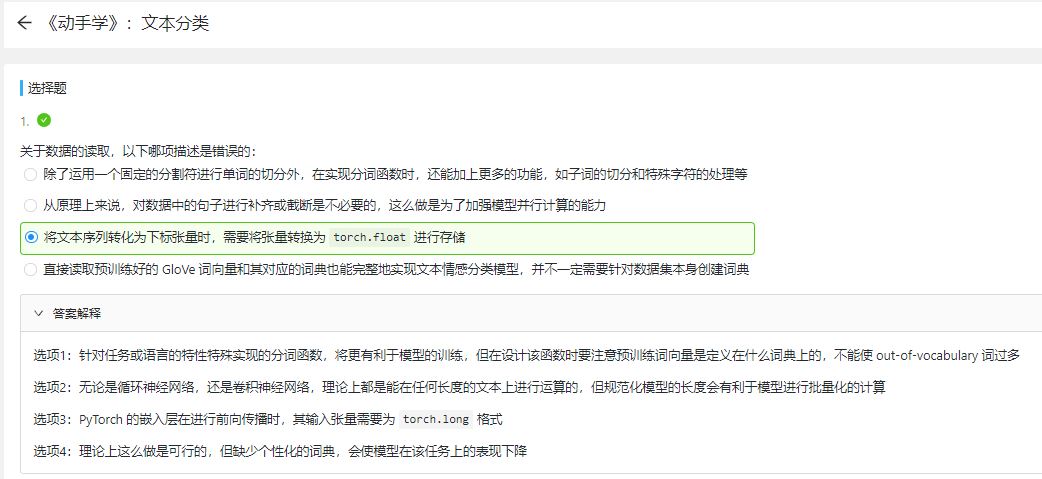 ← 《动手学》：文本分类
选择题
1.
关于数据的读取，以下哪项描述是错误的：
除了运用一个固定的分割符进行单词的切分外，在实现分词函数时，还能加上更多的功能，如子词的切分和特殊字符的处理等
从原理上来说，对数据中的句子进行补齐或截断是不必要的，这么做是为了加强模型并行计算的能力
将文本序列转化为下标张量时，需要将张量转换为 torch.float 进行存储
直接读取预训练好的 GloVe 词向量和其对应的词典也能完整地实现文本情感分类模型，并不一定需要针对数据集本身创建词典
答案解释
选项1：针对任务或语言的特性特殊实现的分词函数，将更有利于模型的训练，但在设计该函数时要注意预训练词向量是定义在什么词典上的，不能使 out-of-vocabulary 词过多
选项2：无论是循环神经网络，还是卷积神经网络，理论上都是能在任何长度的文本上进行运算的，但规范化模型的长度会有利于模型进行批量化的计算
选项3：PyTorch 的嵌入层在进行前向传播时，其输入张量需要为 torch.long 格式
选项4：理论上这么做是可行的，但缺少个性化的词典，会使模型在该任务上的表现下降